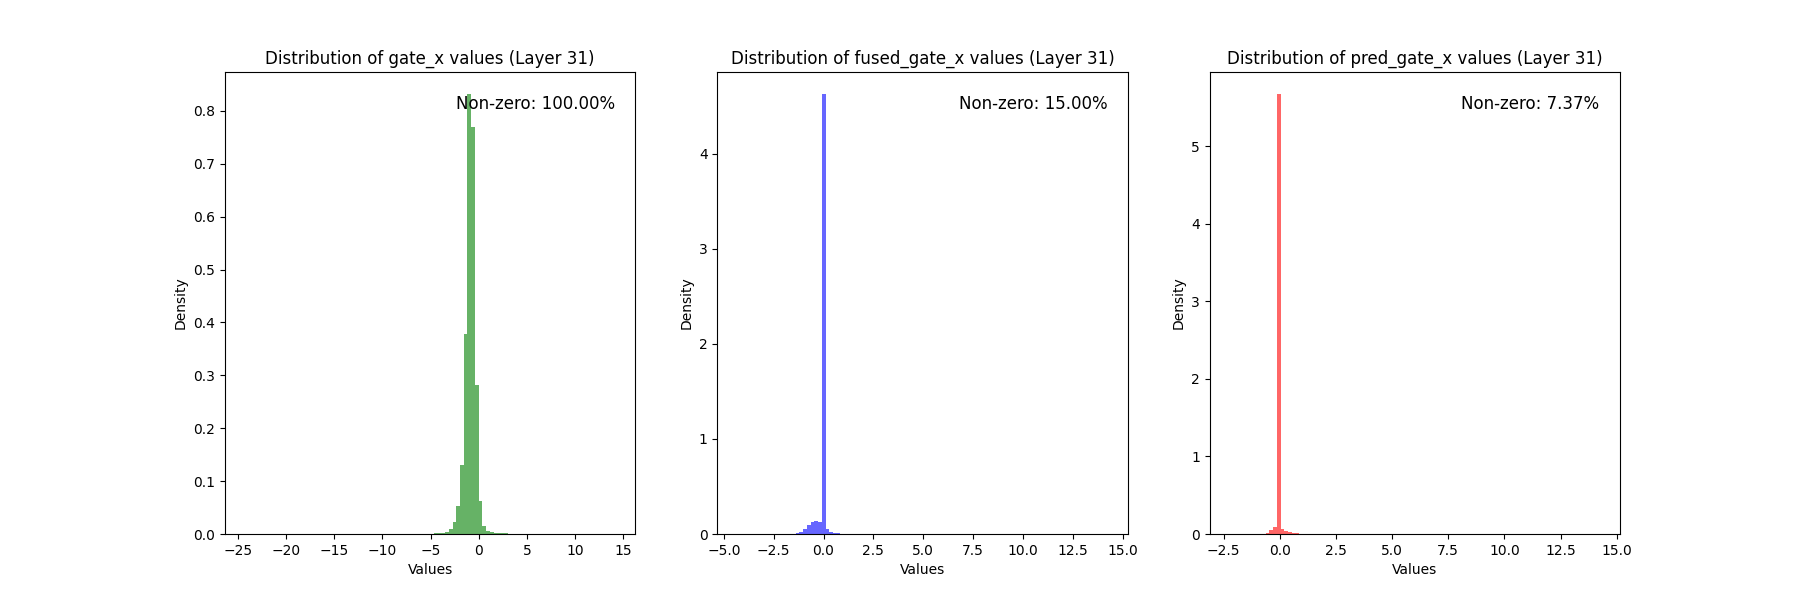 Distribution of gate_x values (Layer 31)
Non-zero: 100.00%
0.8
0.7
0.6
0.5
0.4
0.3
0.2
0.1
0.0
Density
−25 −20 −15 −10 −5 0 5 10 15
Values
Distribution of fused_gate_x values (Layer 31)
Non-zero: 15.00%
4
3
2
1
0
Density
−5.0 −2.5 0.0 2.5 5.0 7.5 10.0 12.5 15.0
Values
Distribution of pred_gate_x values (Layer 31)
Non-zero: 7.37%
5
4
3
2
1
0
Density
−2.5 0.0 2.5 5.0 7.5 10.0 12.5 15.0
Values